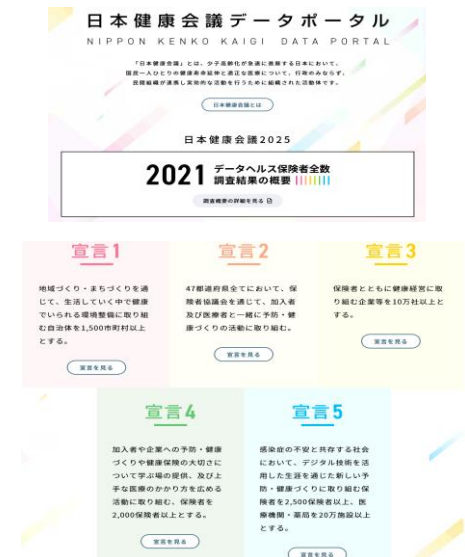 日本健康会議データポータル
NIPPON KENKO KAIGI DATA PORTAL
「日本健康会議」とは、少子高齢化が急速に進展する日本において、
国民一人ひとりの健康寿命延伸と適正な医療について、行政のみならず、
民間組織が連携し実効的な活動を行うために組織された活動体です。
日本健康会議とは
日本健康会議2025
2021 データヘルス保険者全数
調査結果の概要
調査概要の詳細を見る
宣言1
地域づくり・まちづくりを通
じて、生活していく中で健康
でいられる環境整備に取り組
む自治体を1,500市町村以上
とする。
宣言を見る
宣言2
47都道府県全てにおいて、保
険者協議会を通じて、加入者
及び医療者と一緒に予防・健
康づくりの活動に取り組む。
宣言を見る
宣言3
保険者とともに健康経営に取
り組む企業等を10万社以上と
する。
宣言を見る
宣言4
加入者や企業への予防・健康
づくりや健康保険の大切さに
ついて学ぶ場の提供、及び上
手な医療のかかり方を広める
活動に取り組む、保険者を
2,000保険者以上とする。
宣言を見る
宣言5
感染症の不安と共存する社会
において、デジタル技術を活
用した生涯を通じた新しい予
防・健康づくりに取り組む保
険者を2,500保険者以上、医
療機関・薬局を20万施設以上
とする。
宣言を見る